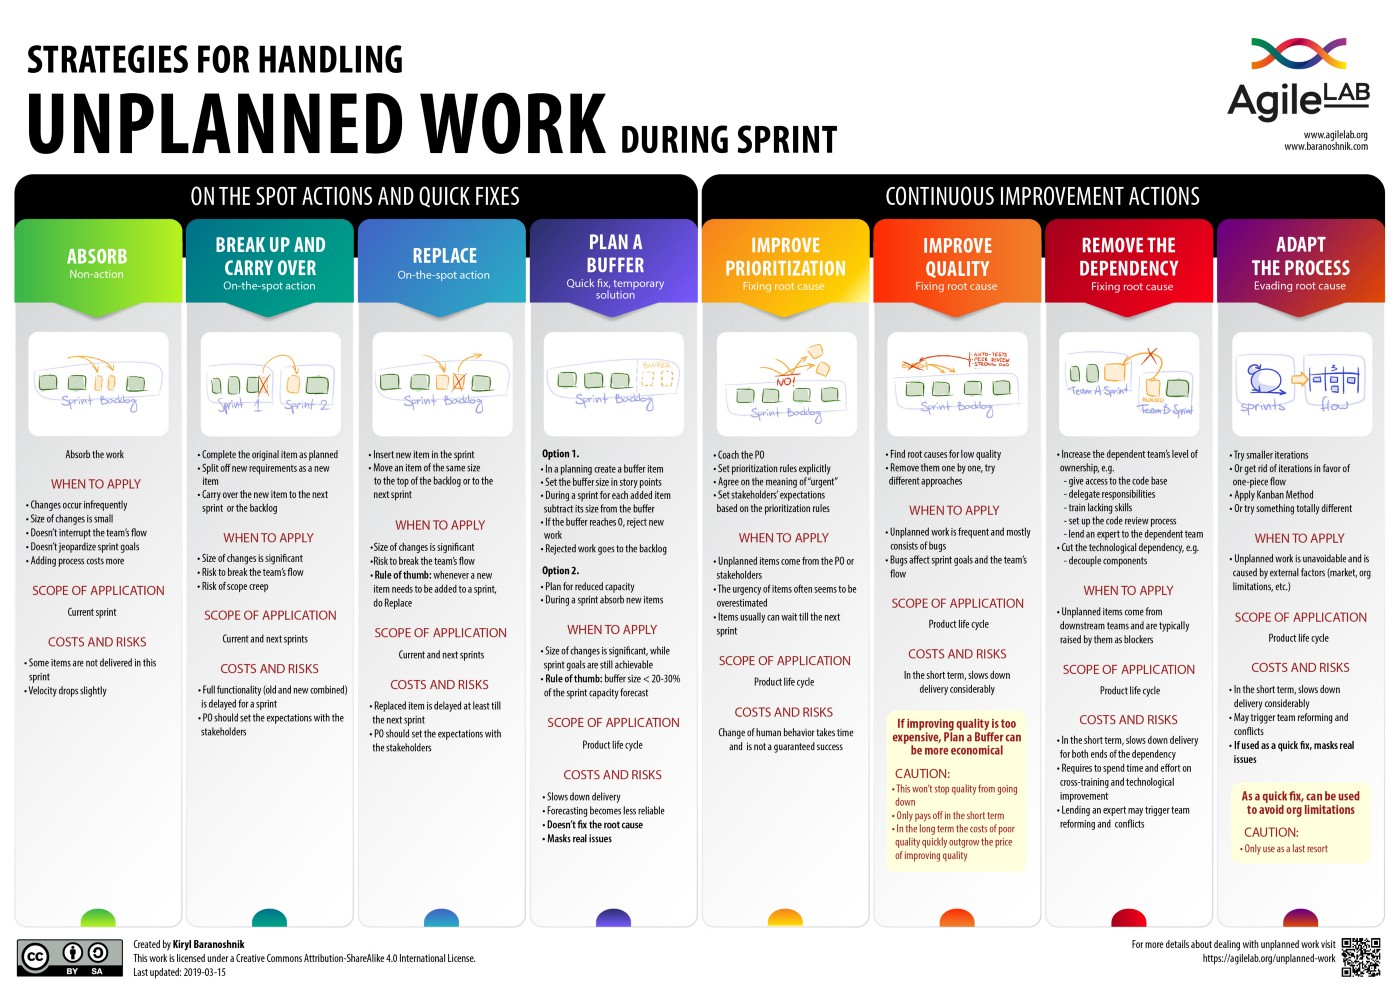 STRATEGIES FOR HANDLING
UNPLANNED WORK DURING SPRINT
AgileLAB
www.agilelab.org
www.baranoshnik.com
ON THE SPOT ACTIONS AND QUICK FIXES
CONTINUOUS IMPROVEMENT ACTIONS
ABSORB
Non-action
Sprint Backlog
Absorb the work
WHEN TO APPLY
• Changes occur infrequently
• Size of changes is small
• Doesn't interrupt the team's flow
• Doesn't jeopardize sprint goals
• Adding process costs more
SCOPE OF APPLICATION
Current sprint
COSTS AND RISKS
• Some items are not delivered in this
sprint
• Velocity drops slightly
BREAK UP AND
CARRY OVER
On-the-spot action
Sprint 1
Sprint 2
• Complete the original item as planned
• Split off new requirements as a new
item
• Carry over the new item to the next
sprint or the backlog
WHEN TO APPLY
• Size of changes is significant
• Risk to break the team's flow
• Risk of scope creep
SCOPE OF APPLICATION
Current and next sprints
COSTS AND RISKS
• Full functionality (old and new combined)
is delayed for a sprint
• PO should set the expectations with the
stakeholders
REPLACE
On-the-spot action
Sprint Backlog
• Insert new item in the sprint
• Move an item of the same size
to the top of the backlog or to the
next sprint
WHEN TO APPLY
•Size of changes is significant
•Risk to break the team's flow
• Rule of thumb: whenever a new
item needs to be added to a sprint,
do Replace
SCOPE OF APPLICATION
Current and next sprints
COSTS AND RISKS
• Replaced item is delayed at least till
the next sprint
• PO should set the expectations with
the stakeholders
PLAN A
BUFFER
Quick fix, temporary
solution
BUFFER
Sprint Backlog
Option 1.
• In a planning create a buffer item
• Set the buffer size in story points
• During a sprint for each added item
subtract its size from the buffer
• If the buffer reaches 0, reject new
work
• Rejected work goes to the backlog
Option 2.
• Plan for reduced capacity
• During a sprint absorb new items
WHEN TO APPLY
• Size of changes is significant, while
sprint goals are still achievable
• Rule of thumb: buffer size < 20-30%
of the sprint capacity forecast
SCOPE OF APPLICATION
Product life cycle
COSTS AND RISKS
• Slows down delivery
• Forecasting becomes less reliable
• Doesn't fix the root cause
• Masks real issues
IMPROVE
PRIORITIZATION
Fixing root cause
NO!
Sprint Backlog
• Coach the PO
• Set prioritization rules explicitly
• Agree on the meaning of "urgent"
• Set stakeholders' expectations
based on the prioritization rules
WHEN TO APPLY
• Unplanned items come from the PO or
stakeholders
• The urgency of items often seems to be
overestimated
• Items usually can wait till the next
sprint
SCOPE OF APPLICATION
Product life cycle
COSTS AND RISKS
Change of human behavior takes time
and is not a guaranteed success
IMPROVE
QUALITY
Fixing root cause
AUTO-TESTS
PEER REVIEW
STRONG DOD
Sprint Backlog
• Find root causes for low quality
• Remove them one by one, try
different approaches
WHEN TO APPLY
• Unplanned work is frequent and mostly
consists of bugs
• Bugs affect sprint goals and the team's
flow
SCOPE OF APPLICATION
Product life cycle
COSTS AND RISKS
In the short term, slows down
delivery considerably
If improving quality is too
expensive, Plan a Buffer can
be more economical
CAUTION:
• This won't stop quality from going
down
• Only pays off in the short term
• In the long term the costs of poor
quality quickly outgrow the price
of improving quality
REMOVE THE
DEPENDENCY
Fixing root cause
Team A Sprint
BLOCKED
Team D Sprint
• Increase the dependent team's level of
ownership, e.g.
- give access to the code base
- delegate responsibilities
- train lacking skills
- set up the code review process
- lend an expert to the dependent team
• Cut the technological dependency, e.g.
- decouple components
WHEN TO APPLY
• Unplanned items come from
downstream teams and are typically
raised by them as blockers
SCOPE OF APPLICATION
Product life cycle
COSTS AND RISKS
• In the short term, slows down delivery
for both ends of the dependency
• Requires to spend time and effort on
cross-training and technological
improvement
• Lending an expert may trigger team
reforming and conflicts
ADAPT
THE PROCESS
Evading root cause
sprints
3
flow
• Try smaller iterations
• Or get rid of iterations in favor of
one-piece flow
• Apply Kanban Method
• Or try something totally different
WHEN TO APPLY
• Unplanned work is unavoidable and is
caused by external factors (market, org
limitations, etc.)
SCOPE OF APPLICATION
Product life cycle
COSTS AND RISKS
• In the short term, slows down
delivery considerably
• May trigger team reforming and
conflicts
• If used as a quick fix, masks real
issues
As a quick fix, can be used
to avoid org limitations
CAUTION:
• Only use as a last resort
cc
BY SA
Created by Kiryl Baranoshnik
This work is licensed under a Creative Commons Attribution-ShareAlike 4.0 International License.
Last updated: 2019-03-15
For more details about dealing with unplanned work visit
https://agilelab.org/unplanned-work